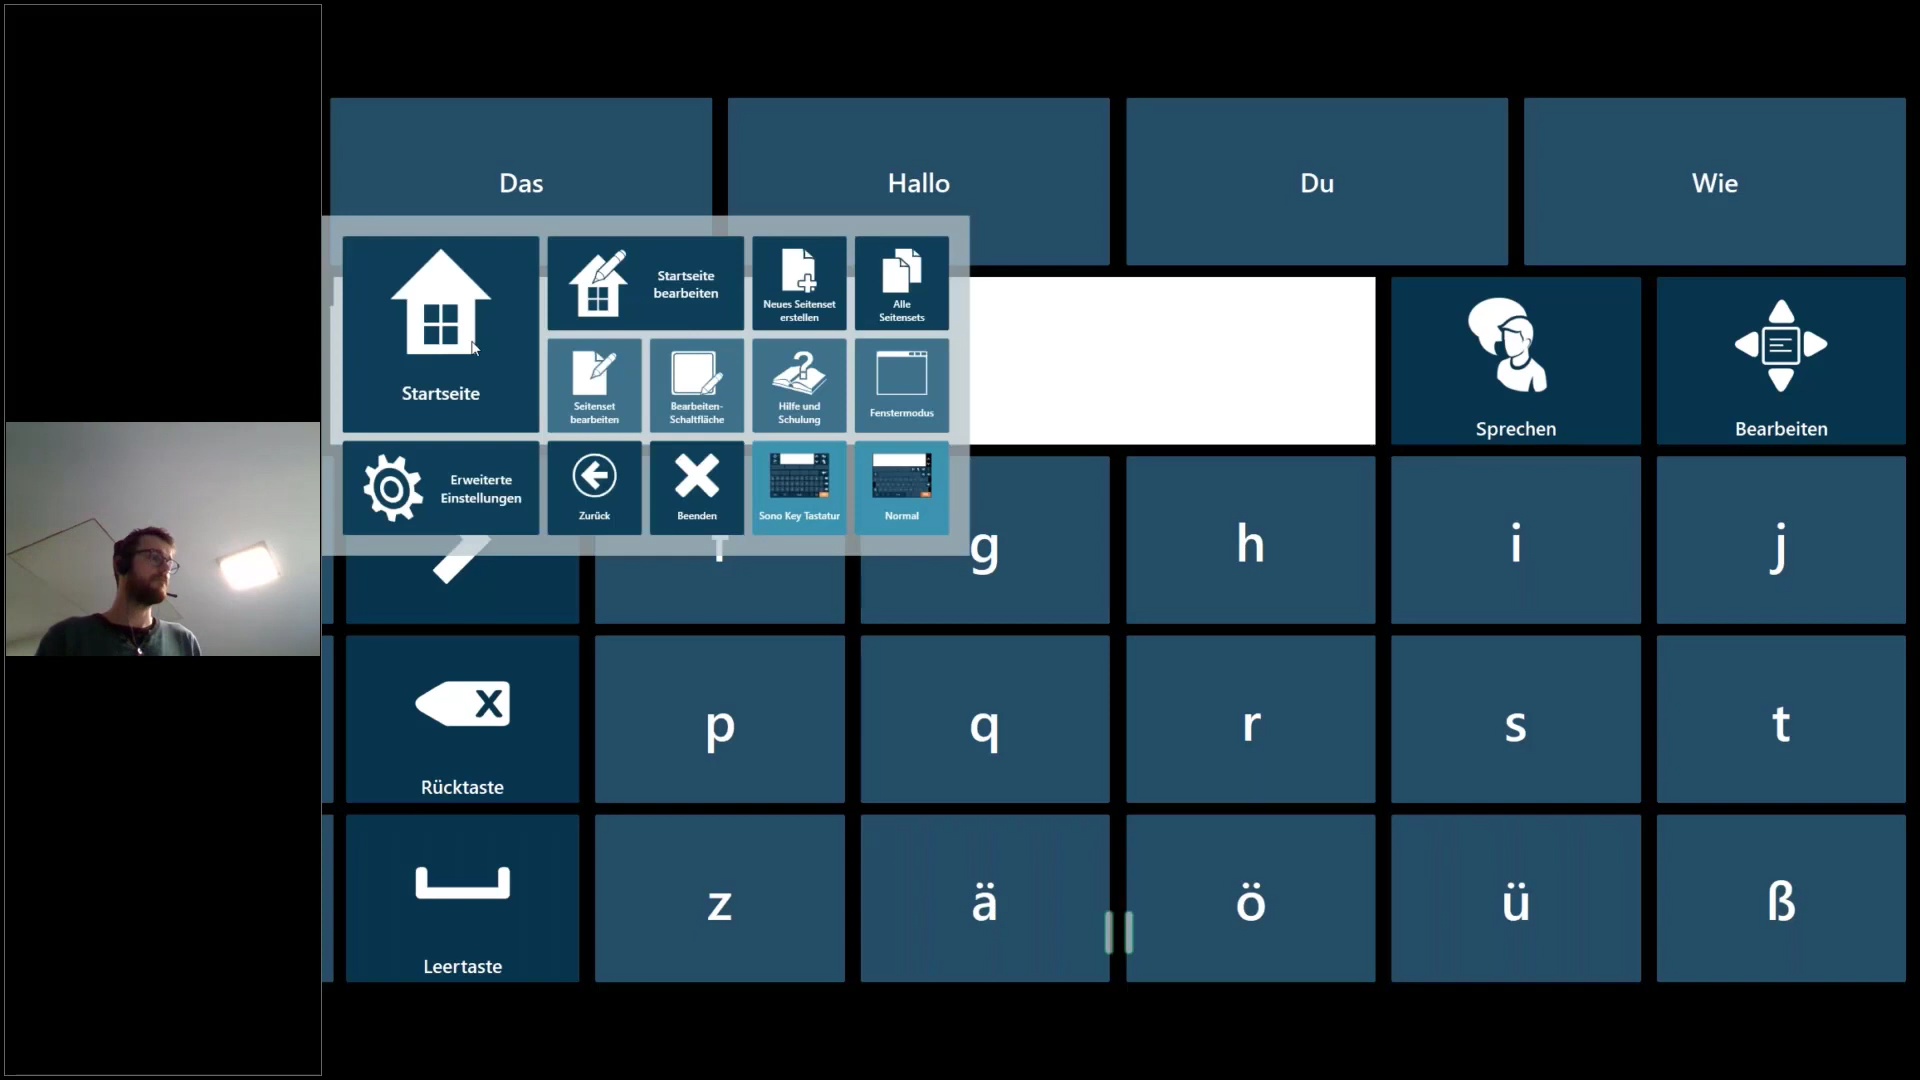 Das
Hallo
Du
Wie
Startseite
Startseite
bearbeiten
Neues Seitenset
erstellen
Alle
Seitensets
Seitenset
bearbeiten
Bearbeiten-
Schaltfläche
Hilfe und
Schulung
Fenstermodus
Erweiterte
Einstellungen
Zurück
Beenden
Sono Key Tastatur
Normal
Sprechen
Bearbeiten
g
h
i
j
Rücktaste
p
q
r
s
t
Leertaste
z
ä
ö
ü
ß